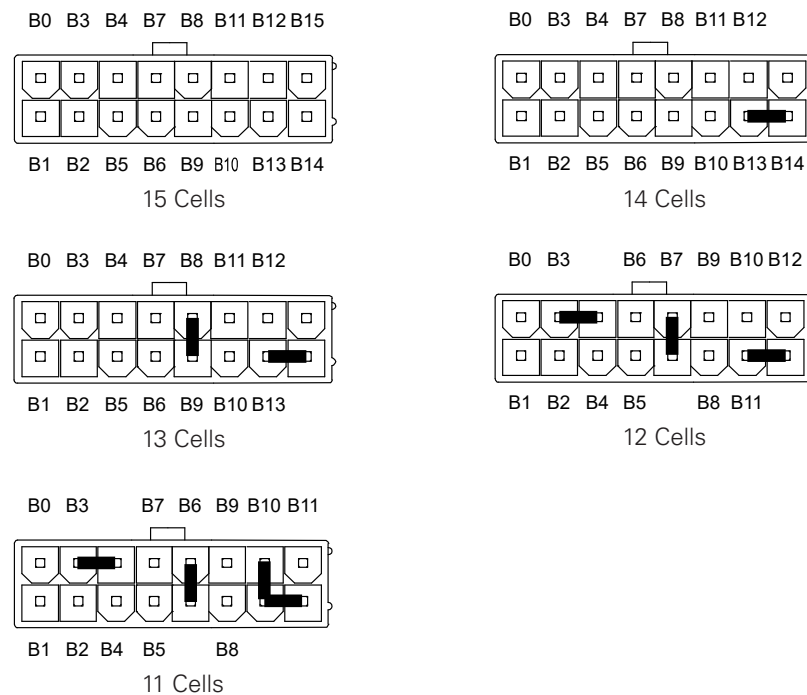 B0 B3 B4 B7 B8 B11 B12 B15
B1 B2 B5 B6 B9 B10 B13 B14
15 Cells
B0 B3 B4 B7 B8 B11 B12
B1 B2 B5 B6 B9 B10 B13 B14
14 Cells
B0 B3 B4 B7 B8 B11 B12
B1 B2 B5 B6 B9 B10 B13
13 Cells
B0 B3 B6 B7 B9 B10 B12
B1 B2 B4 B5 B8 B11
12 Cells
B0 B3 B7 B6 B9 B10 B11
B1 B2 B4 B5 B8
11 Cells